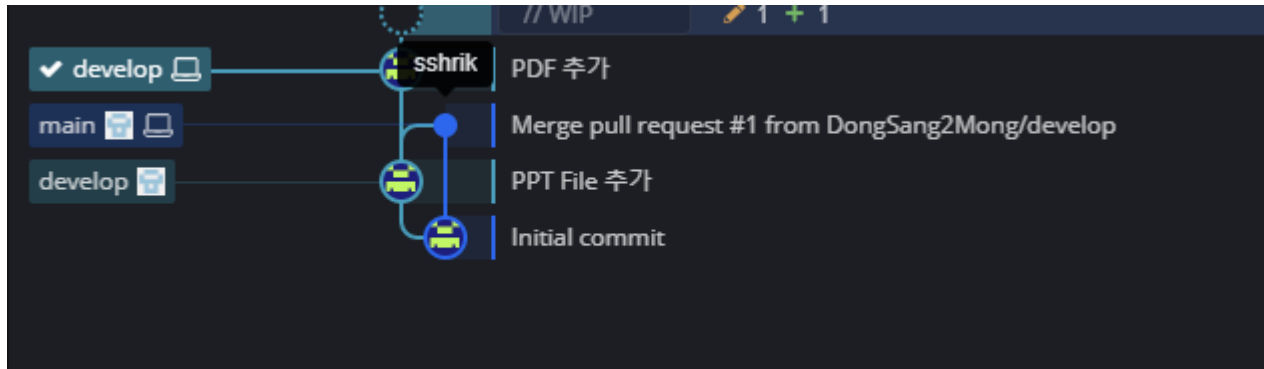 // WIP 1 + 1
develop sshrik PDF 추가
main Merge pull request #1 from DongSang2Mong/develop
develop PPT File 추가
Initial commit